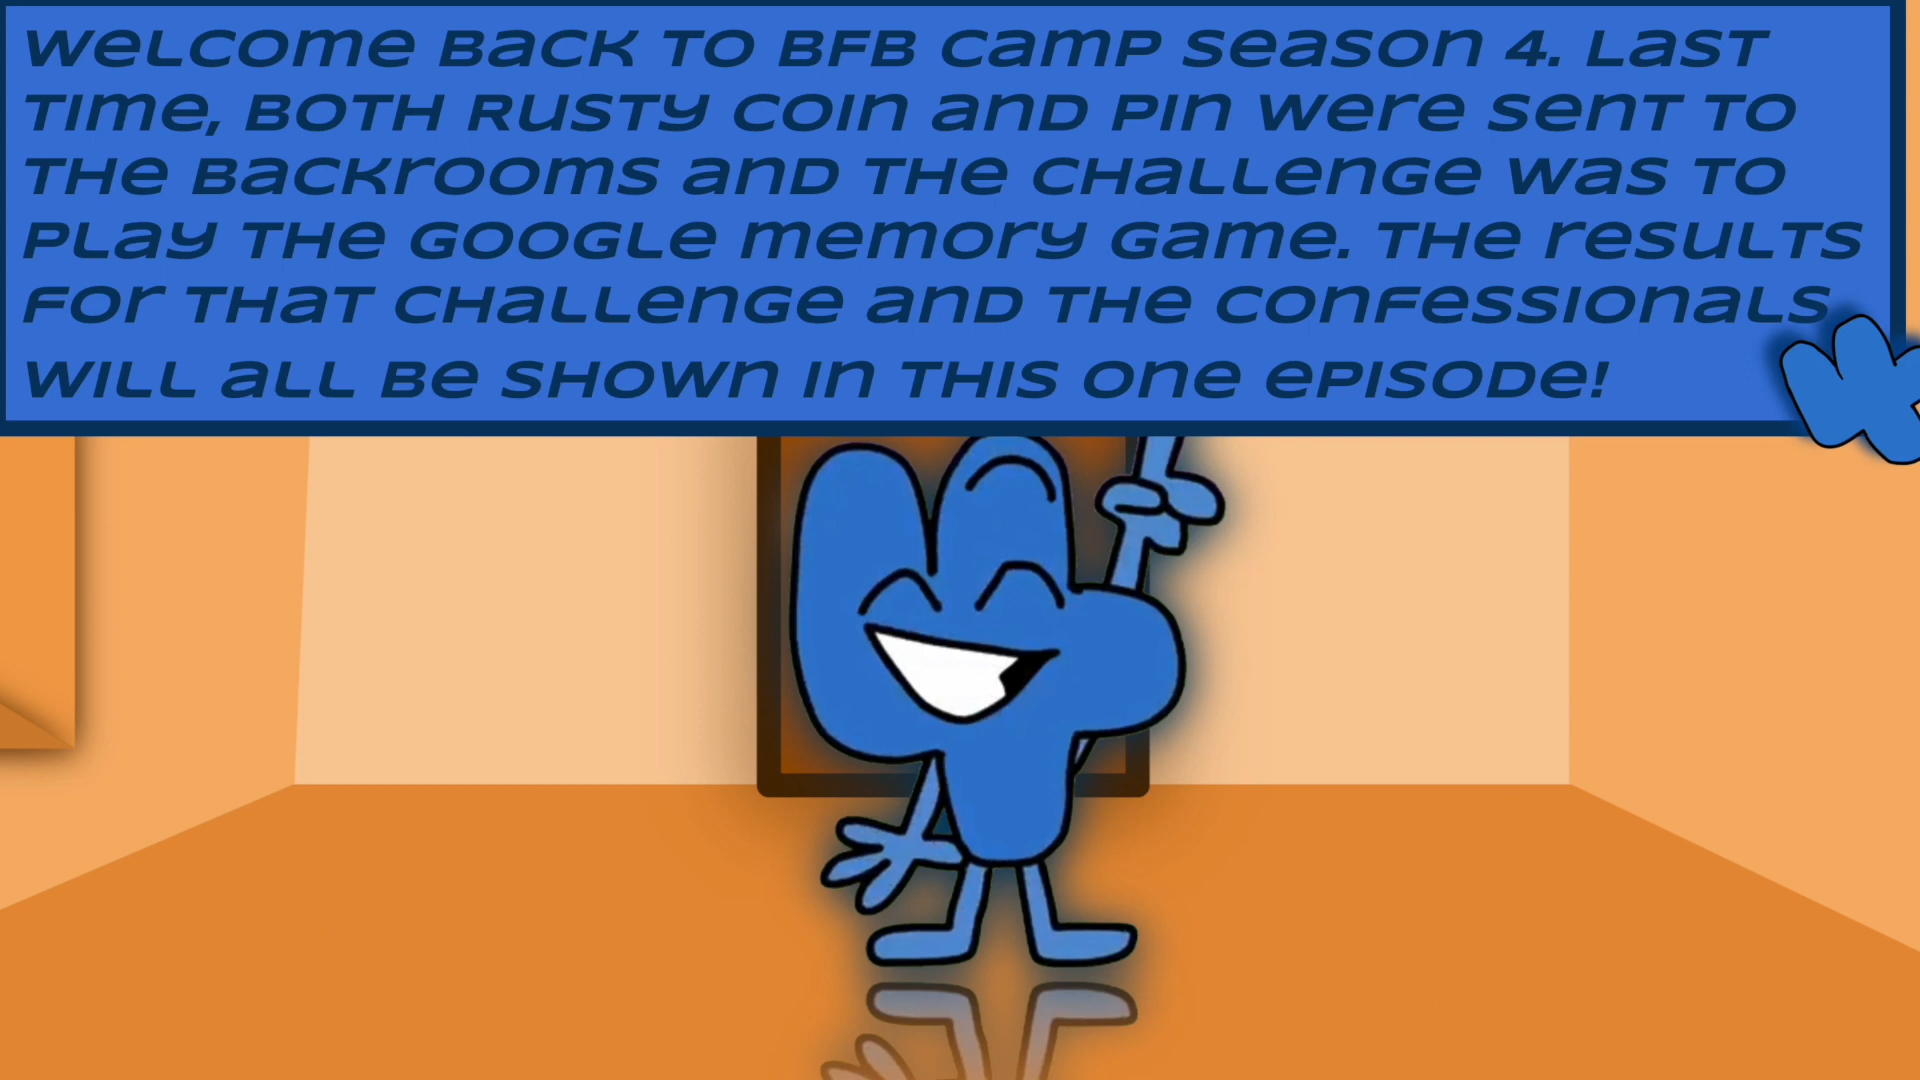 Welcome back to BFB Camp Season 4. Last
time, both Rusty Coin and Pin were sent to
the Backrooms and the challenge was to
play the Google memory game. The results
for that challenge and the confessionals
will all be shown in this one episode!